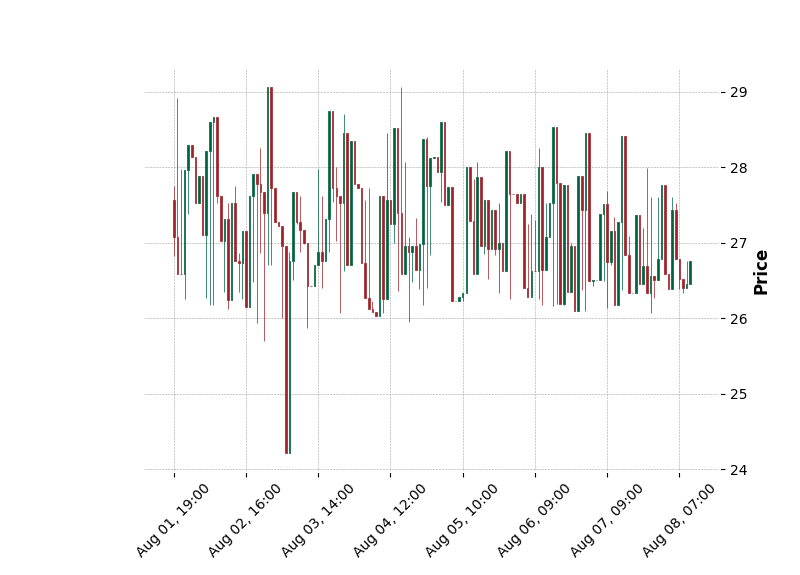 29
28
27
26
25
24
Price
Aug 01, 19:00
Aug 02, 16:00
Aug 03, 14:00
Aug 04, 12:00
Aug 05, 10:00
Aug 06, 09:00
Aug 07, 09:00
Aug 08, 07:00